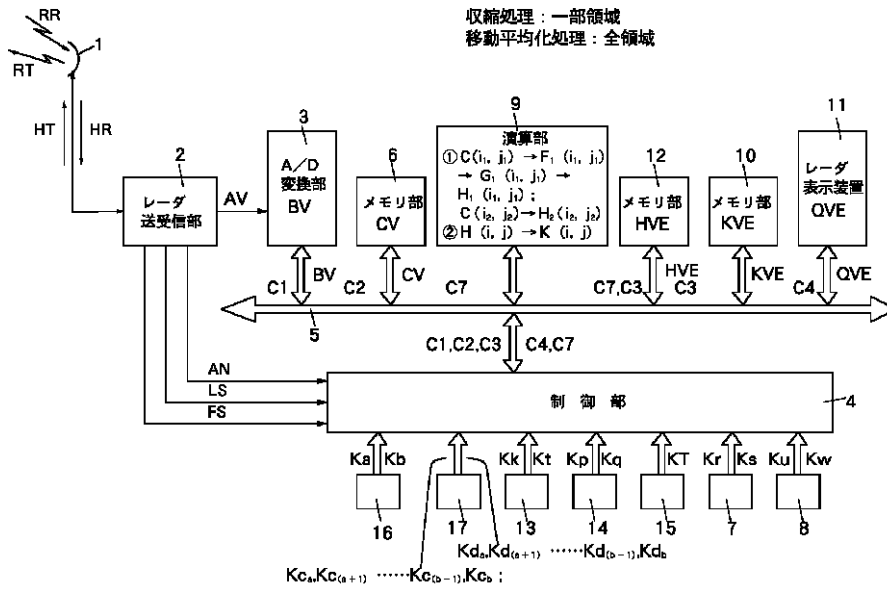 収縮処理：一部領域
移動平均化処理：全領域
RR
1
RT
HT
HR
2
レーダ
送受信部
AV
3
A／D
変換部
BV
6
メモリ部
CV
9
演算部
①C(i₁, j₁) →F₁ (i₁, j₁)
→ G₁ (i₁, j₁) →
H₁ (i₁, j₁) ;
C(i₂, j₂)→H₂(i₂, j₂)
②H (i, j) →K (i, j)
12
メモリ部
HVE
10
メモリ部
KVE
11
レーダ
表示装置
QVE
C1
BV
C2
CV
C7
C7,C3
HVE
C3
KVE
C4
QVE
5
C1,C2,C3
C4,C7
AN
LS
FS
制 御 部
4
Ka
Kb
Kk
Kt
Kp
Kq
KT
Kr
Ks
Ku
Kw
16
17
13
14
15
7
8
Kdₐ,Kd₍ₐ₊₁₎ ……Kd(b−1),Kdb
Kcₐ,Kc₍ₐ₊₁₎ ……Kc(b−1),Kcb ;